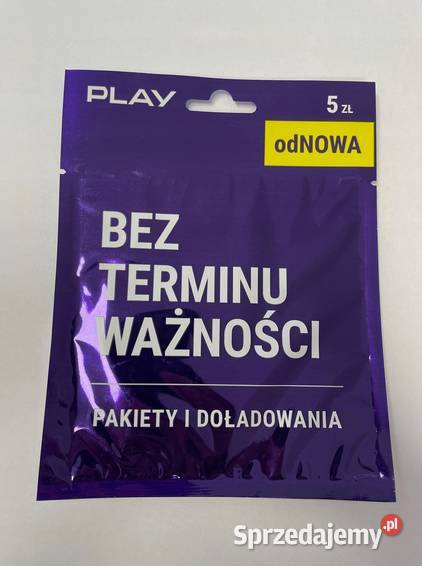 PLAY
5 ZŁ
odNOWA
BEZ
TERMINU
WAŻNOŚCI
PAKIETY I DOŁADOWANIA
Sprzedajemy.pl